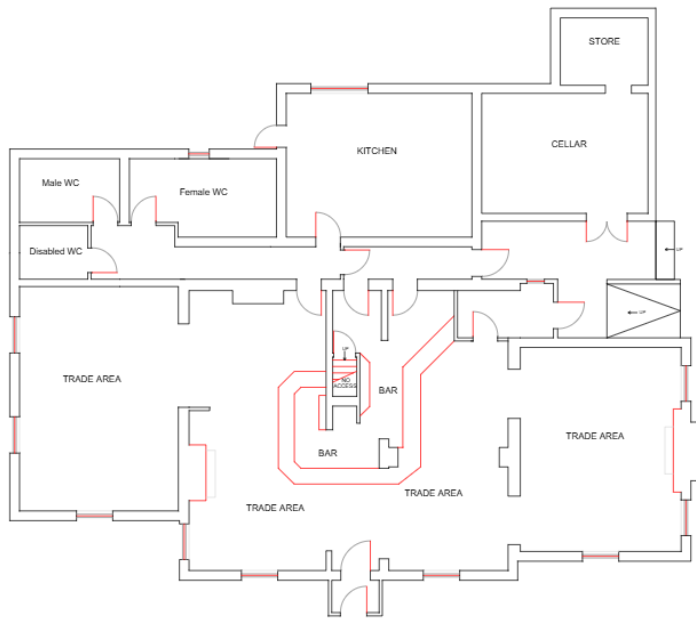 STORE
CELLAR
KITCHEN
Male WC
Female WC
Disabled WC
UP
UP
UP
NO
ACCESS
TRADE AREA
BAR
TRADE AREA
BAR
TRADE AREA
TRADE AREA